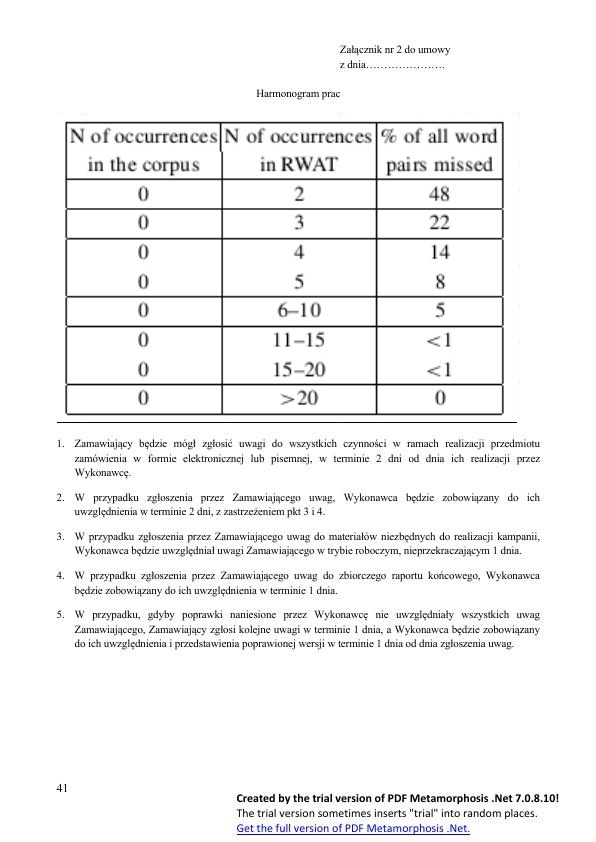 Załącznik nr 2 do umowy
z dnia………………….
Harmonogram prac
N of occurrences N of occurrences % of all word
in the corpus in RWAT pairs missed
0 2 48
0 3 22
0 4 14
0 5 8
0 6–10 5
0 11–15 <1
0 15–20 <1
0 >20 0
1. Zamawiający będzie mógł zgłosić uwagi do wszystkich czynności w ramach realizacji przedmiotu
zamówienia w formie elektronicznej lub pisemnej, w terminie 2 dni od dnia ich realizacji przez
Wykonawcę.
2. W przypadku zgłoszenia przez Zamawiającego uwag, Wykonawca będzie zobowiązany do ich
uwzględnienia w terminie 2 dni, z zastrzeżeniem pkt 3 i 4.
3. W przypadku zgłoszenia przez Zamawiającego uwag do materiałów niezbędnych do realizacji kampanii,
Wykonawca będzie uwzględniał uwagi Zamawiającego w trybie roboczym, nieprzekraczającym 1 dnia.
4. W przypadku zgłoszenia przez Zamawiającego uwag do zbiorczego raportu końcowego, Wykonawca
będzie zobowiązany do ich uwzględnienia w terminie 1 dnia.
5. W przypadku, gdyby poprawki naniesione przez Wykonawcę nie uwzględniały wszystkich uwag
Zamawiającego, Zamawiający zgłosi kolejne uwagi w terminie 1 dnia, a Wykonawca będzie zobowiązany
do ich uwzględnienia i przedstawienia poprawionej wersji w terminie 1 dnia od dnia zgłoszenia uwag.
41
Created by the trial version of PDF Metamorphosis .Net 7.0.8.10!
The trial version sometimes inserts "trial" into random places.
Get the full version of PDF Metamorphosis .Net.